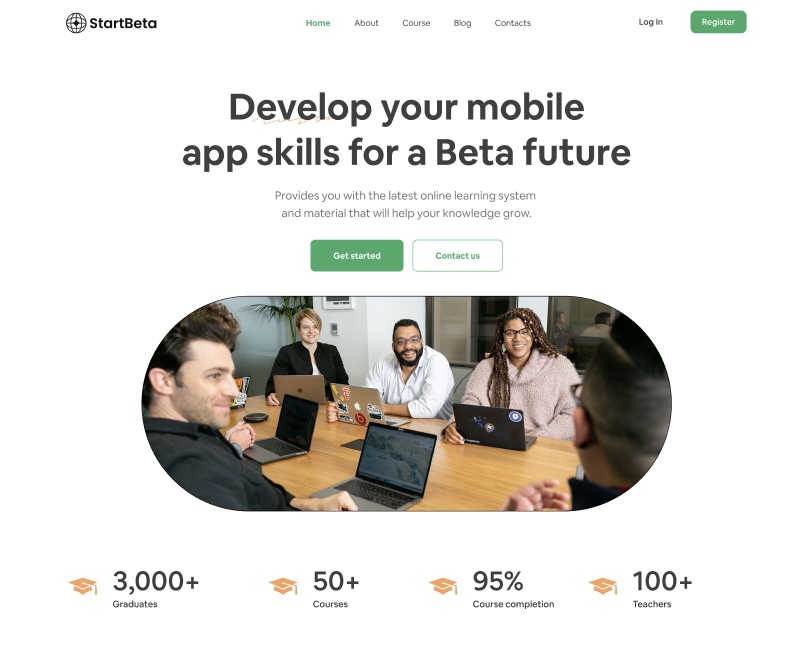 StartBeta
Home About Course Blog Contacts
Log In Register
Develop your mobile
app skills for a Beta future
Provides you with the latest online learning system
and material that will help your knowledge grow.
Get started Contact us
3,000+ 50+ 95% 100+
Graduates Courses Course completion Teachers